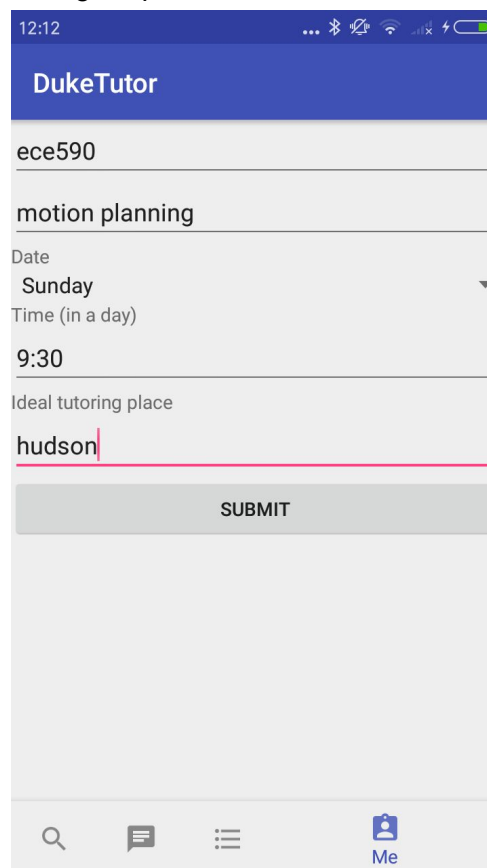 12:12
DukeTutor
ece590
motion planning
Date
Sunday
Time (in a day)
9:30
Ideal tutoring place
hudson
SUBMIT
Me